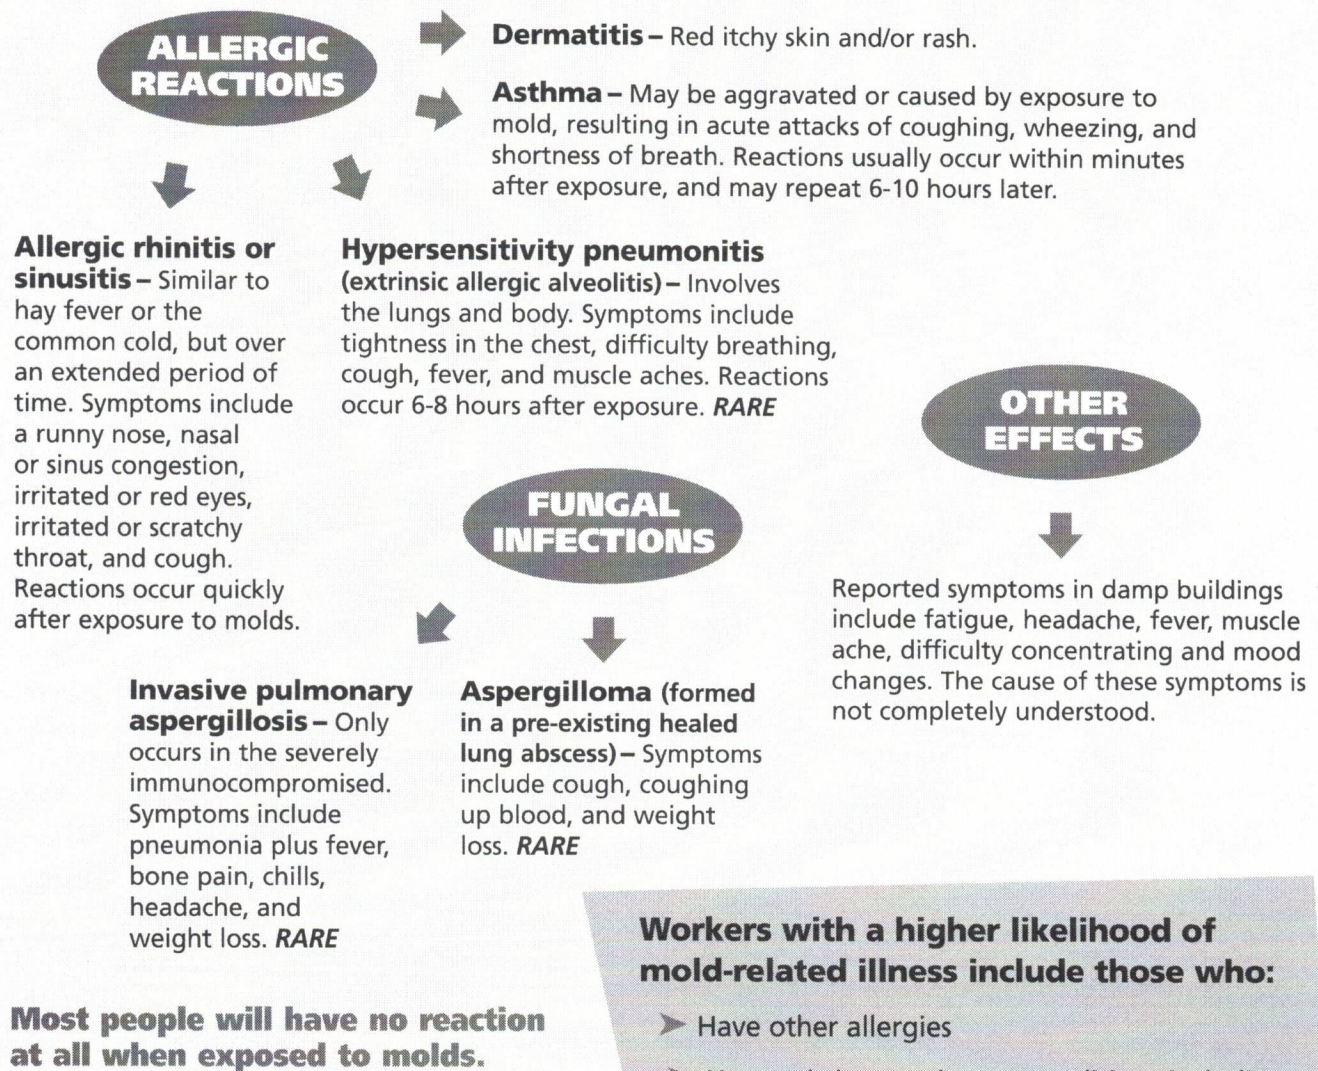 ALLERGIC
REACTIONS
Dermatitis – Red itchy skin and/or rash.
Asthma – May be aggravated or caused by exposure to
mold, resulting in acute attacks of coughing, wheezing, and
shortness of breath. Reactions usually occur within minutes
after exposure, and may repeat 6-10 hours later.
Allergic rhinitis or
sinusitis – Similar to
hay fever or the
common cold, but over
an extended period of
time. Symptoms include
a runny nose, nasal
or sinus congestion,
irritated or red eyes,
irritated or scratchy
throat, and cough.
Reactions occur quickly
after exposure to molds.
Hypersensitivity pneumonitis
(extrinsic allergic alveolitis) – Involves
the lungs and body. Symptoms include
tightness in the chest, difficulty breathing,
cough, fever, and muscle aches. Reactions
occur 6-8 hours after exposure. RARE
FUNGAL
INFECTIONS
Invasive pulmonary
aspergillosis – Only
occurs in the severely
immunocompromised.
Symptoms include
pneumonia plus fever,
bone pain, chills,
headache, and
weight loss. RARE
Aspergilloma (formed
in a pre-existing healed
lung abscess) – Symptoms
include cough, coughing
up blood, and weight
loss. RARE
OTHER
EFFECTS
Reported symptoms in damp buildings
include fatigue, headache, fever, muscle
ache, difficulty concentrating and mood
changes. The cause of these symptoms is
not completely understood.
Most people will have no reaction
at all when exposed to molds.
Workers with a higher likelihood of
mold-related illness include those who:
➤ Have other allergies